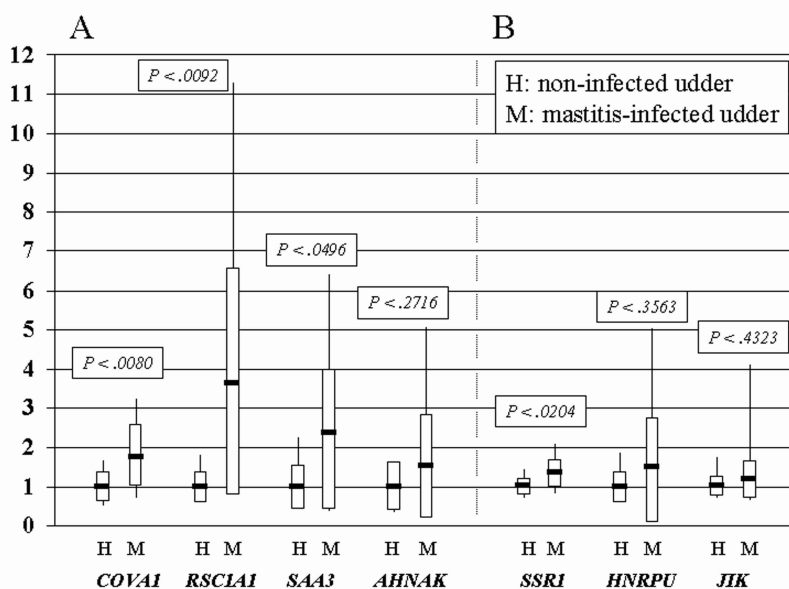 A B
12
11
10
9
8
7
6
5
4
3
2
1
0
P < .0092
H: non-infected udder
M: mastitis-infected udder
P < .0496
P < .2716
P < .3563
P < .4323
P < .0080
P < .0204
H M H M H M H M H M H M H M
COVA1 RSC1A1 SAA3 AHNAK SSR1 HNRPU JIK